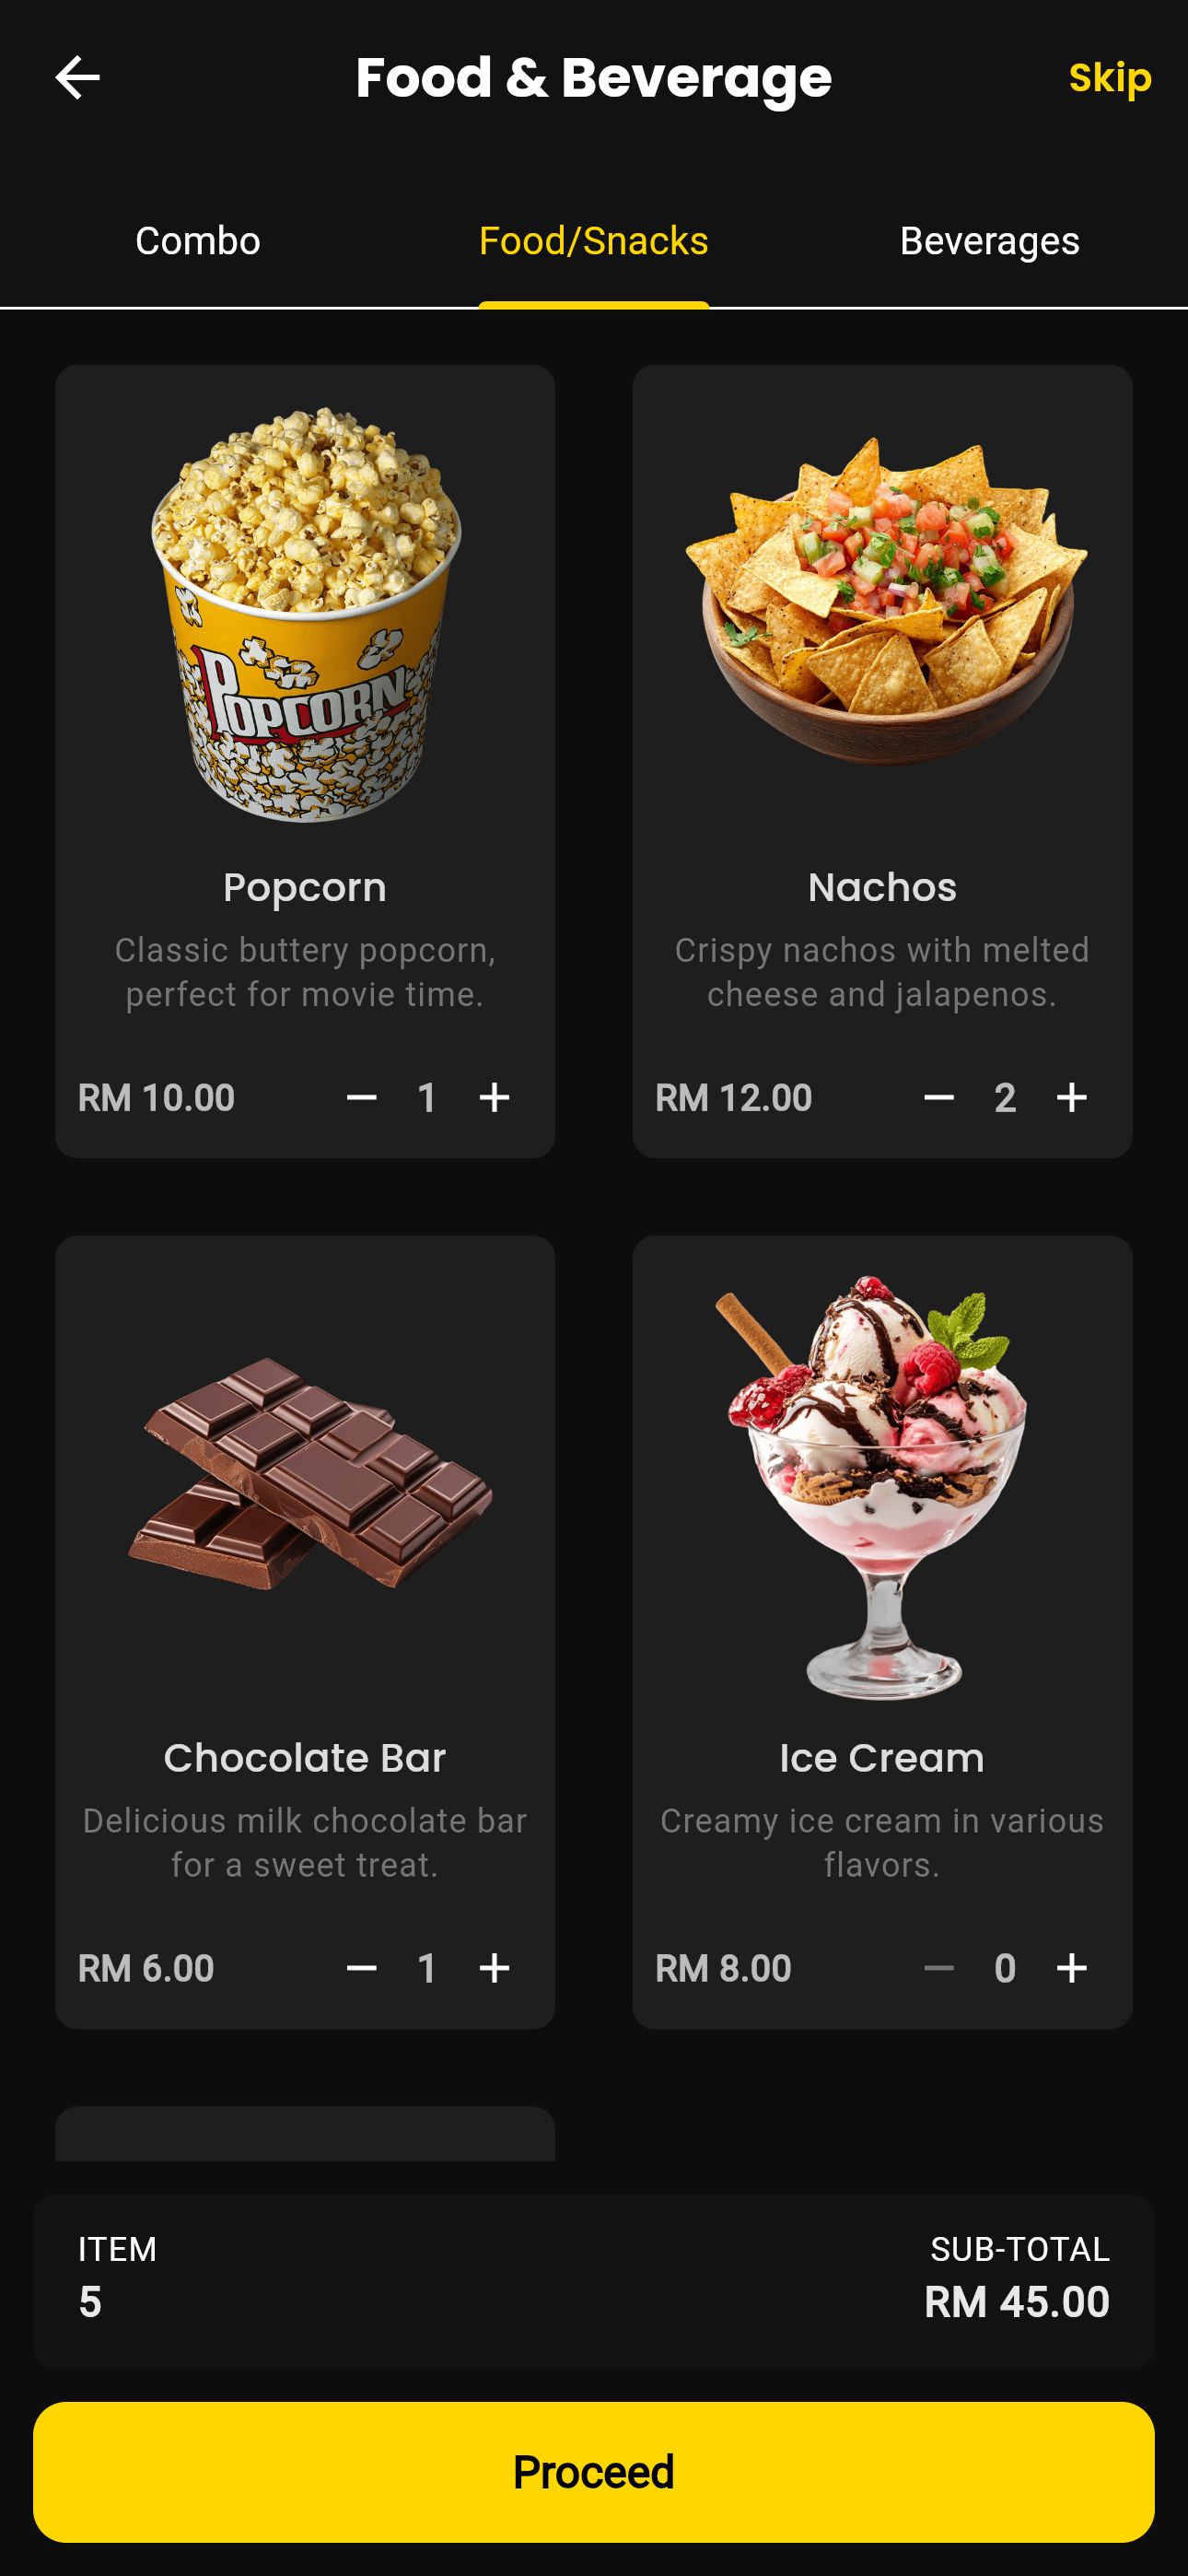 Food & Beverage
Skip
Combo
Food/Snacks
Beverages
POPCORN
Popcorn
Classic buttery popcorn,
perfect for movie time.
RM 10.00
1
Nachos
Crispy nachos with melted
cheese and jalapenos.
RM 12.00
2
Chocolate Bar
Delicious milk chocolate bar
for a sweet treat.
RM 6.00
1
Ice Cream
Creamy ice cream in various
flavors.
RM 8.00
0
ITEM
5
SUB-TOTAL
RM 45.00
Proceed